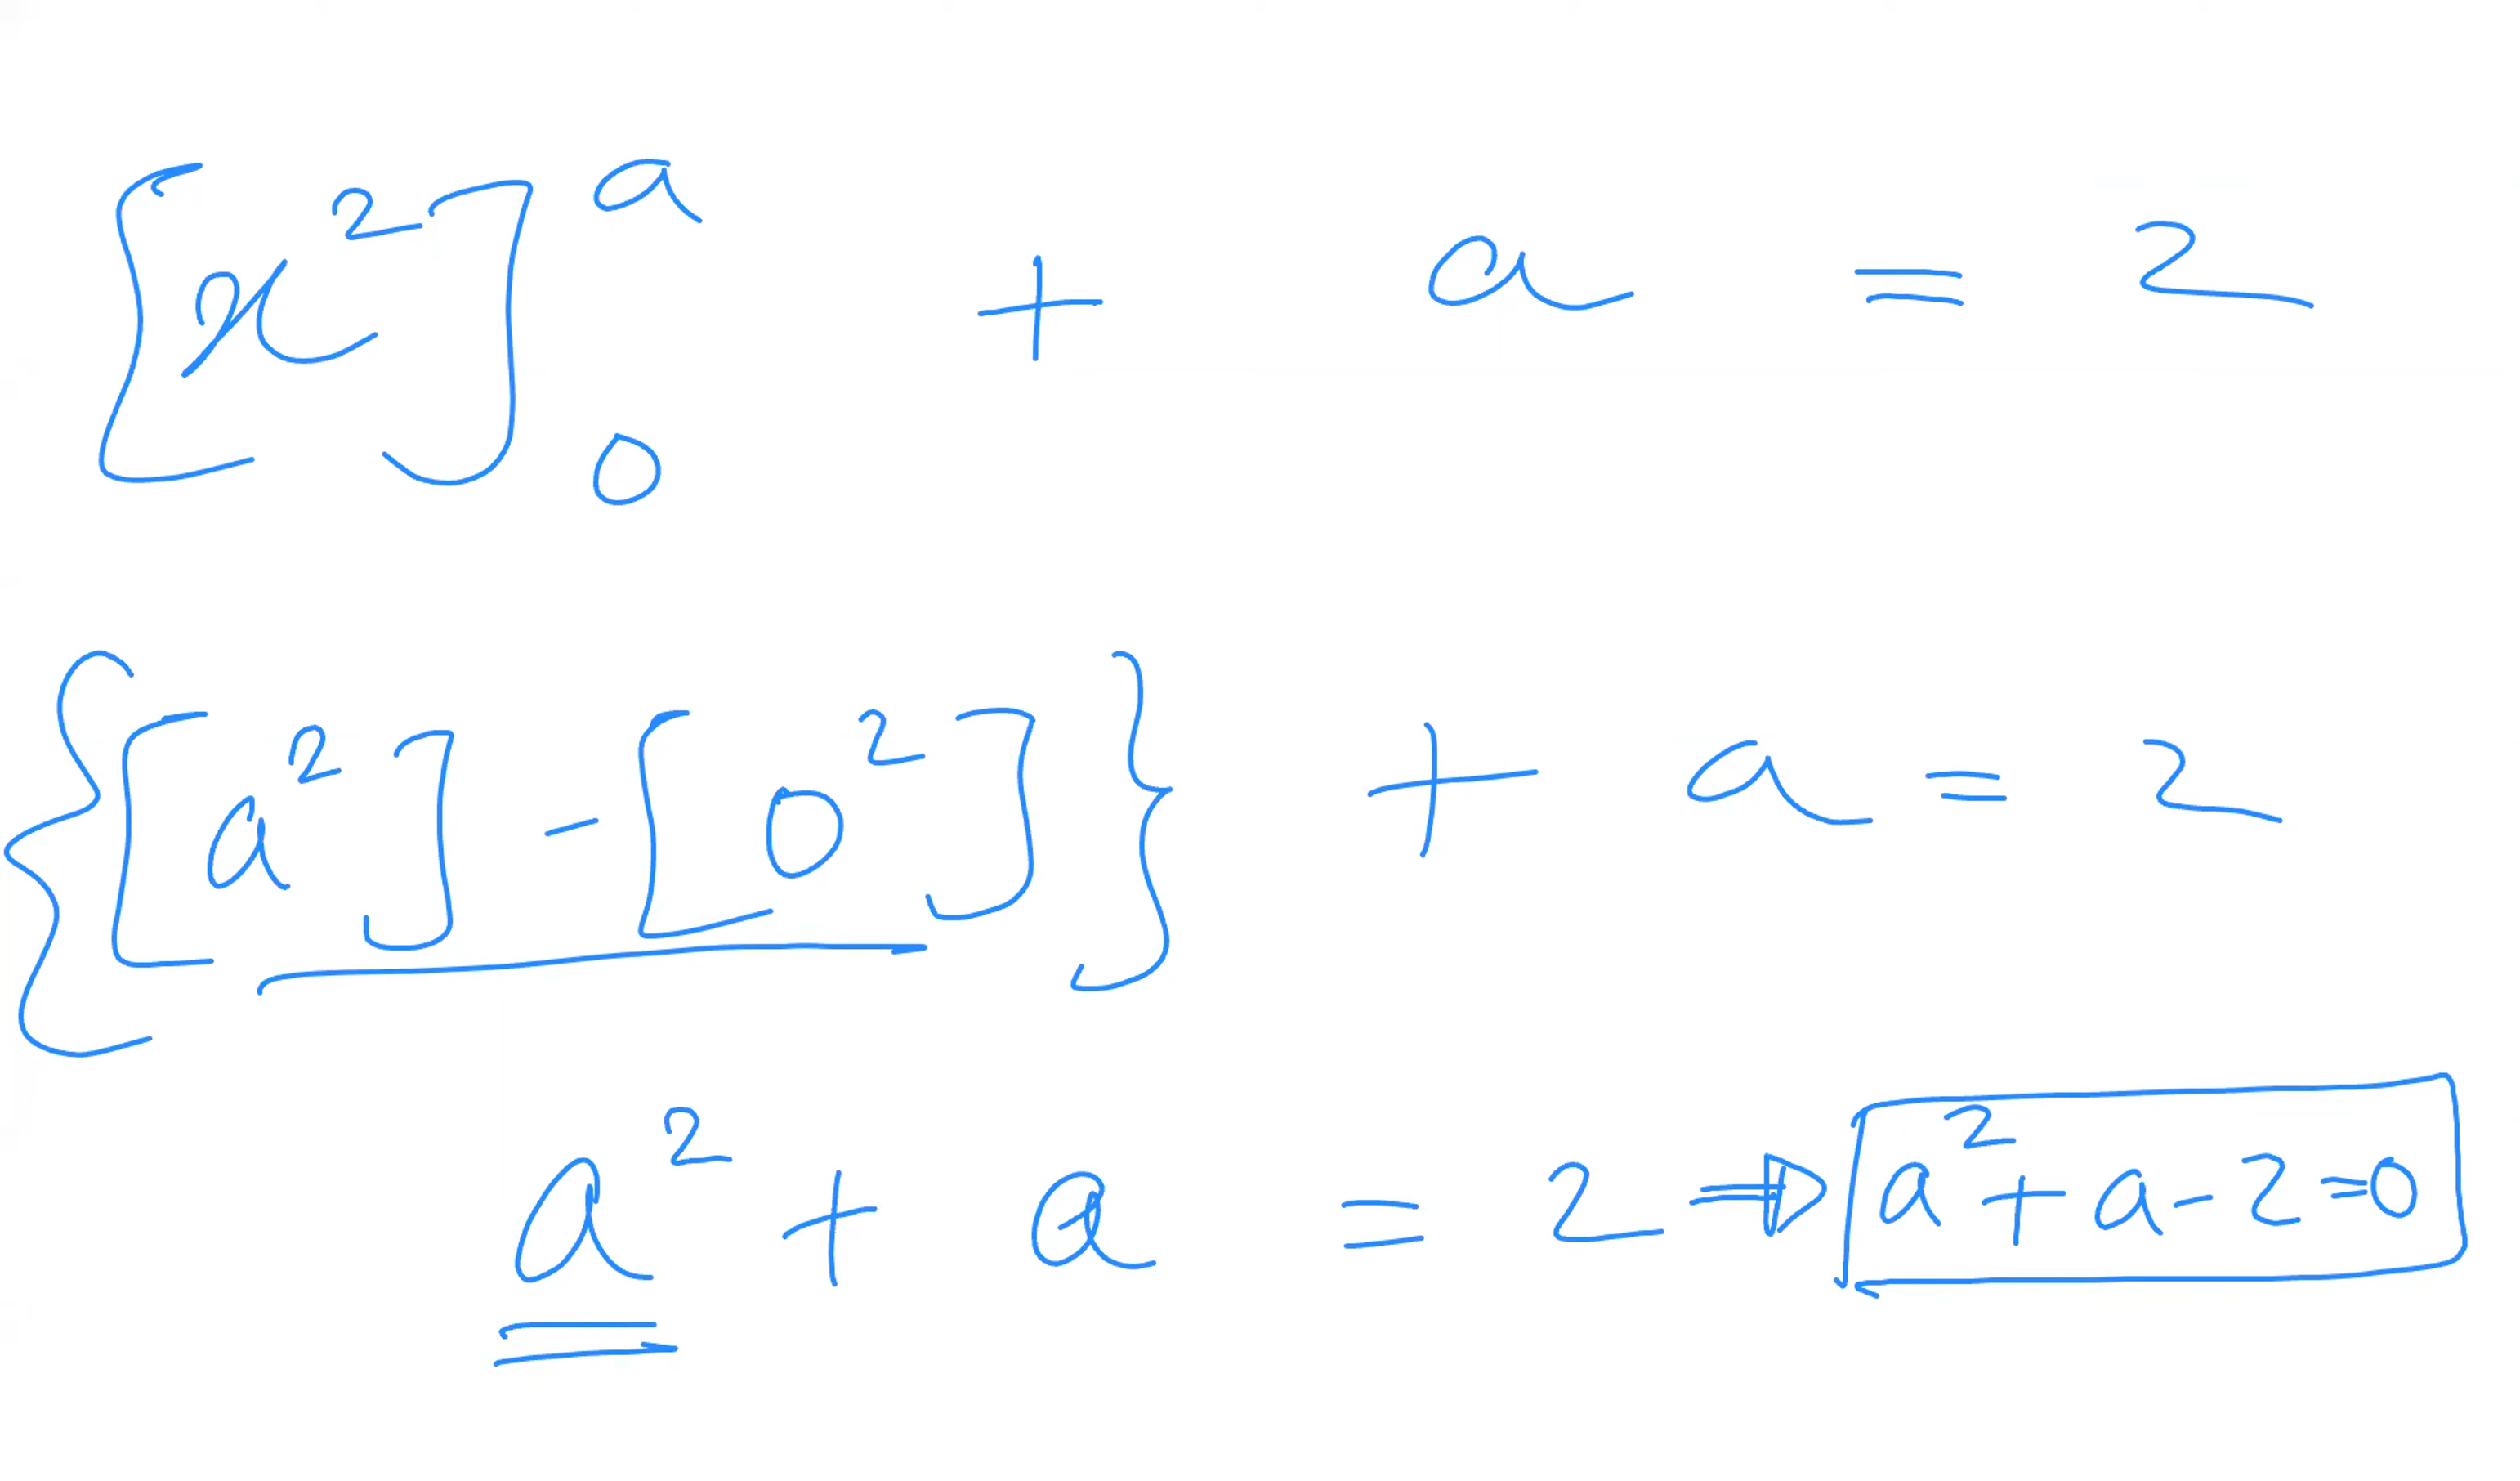 [x²]₀ᵃ + a = 2
{[a²] - [0²]} + a = 2
a² + a = 2 ⇒ a² + a - 2 = 0